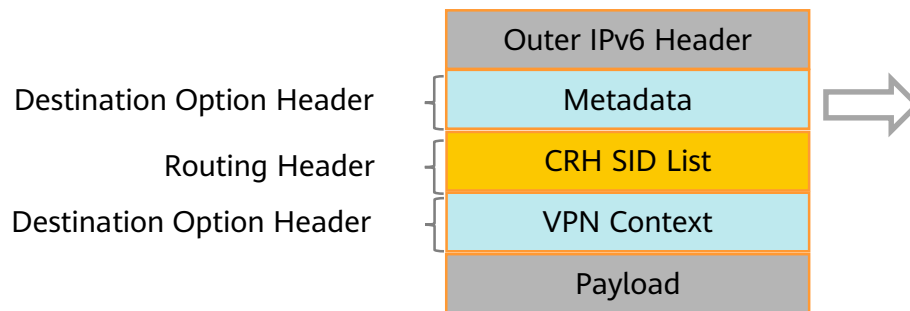 Outer IPv6 Header
Destination Option Header
Metadata
Routing Header
CRH SID List
Destination Option Header
VPN Context
Payload